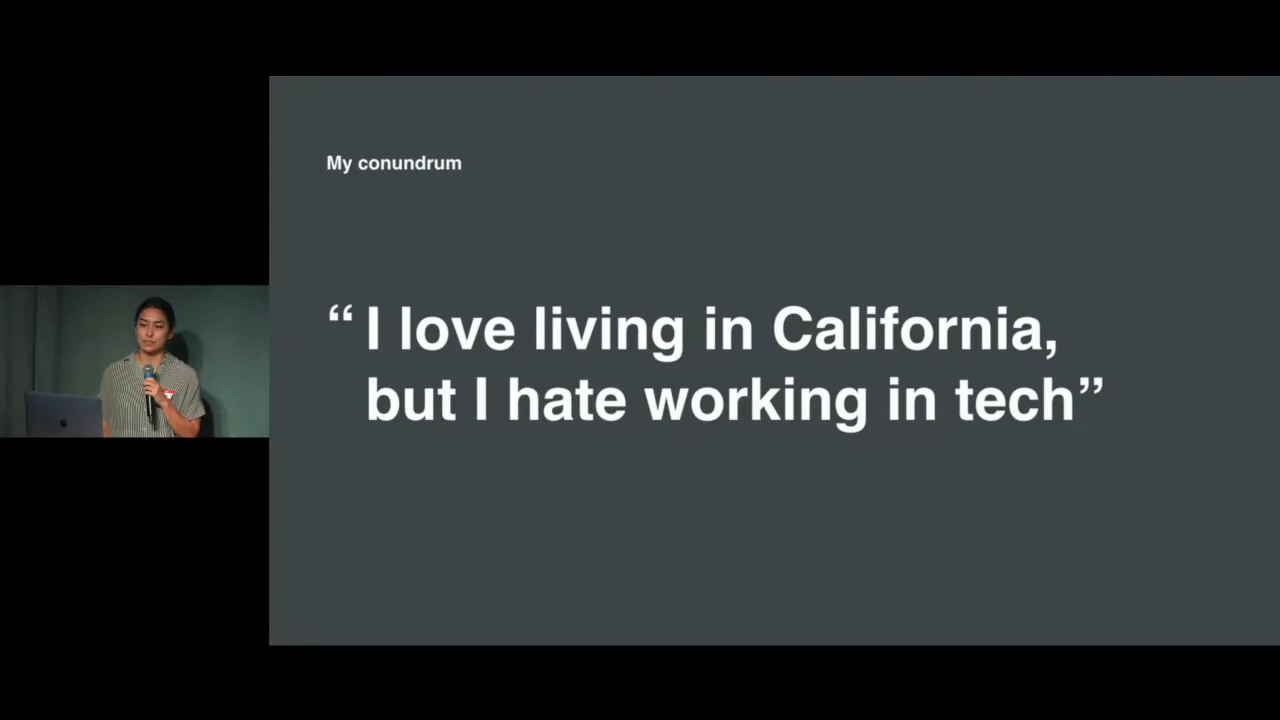 My conundrum
“ I love living in California,
but I hate working in tech”